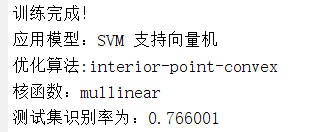 训练完成!
应用模型: SVM 支持向量机
优化算法:interior-point-convex
核函数: mullinear
测试集识别率为: 0.766001